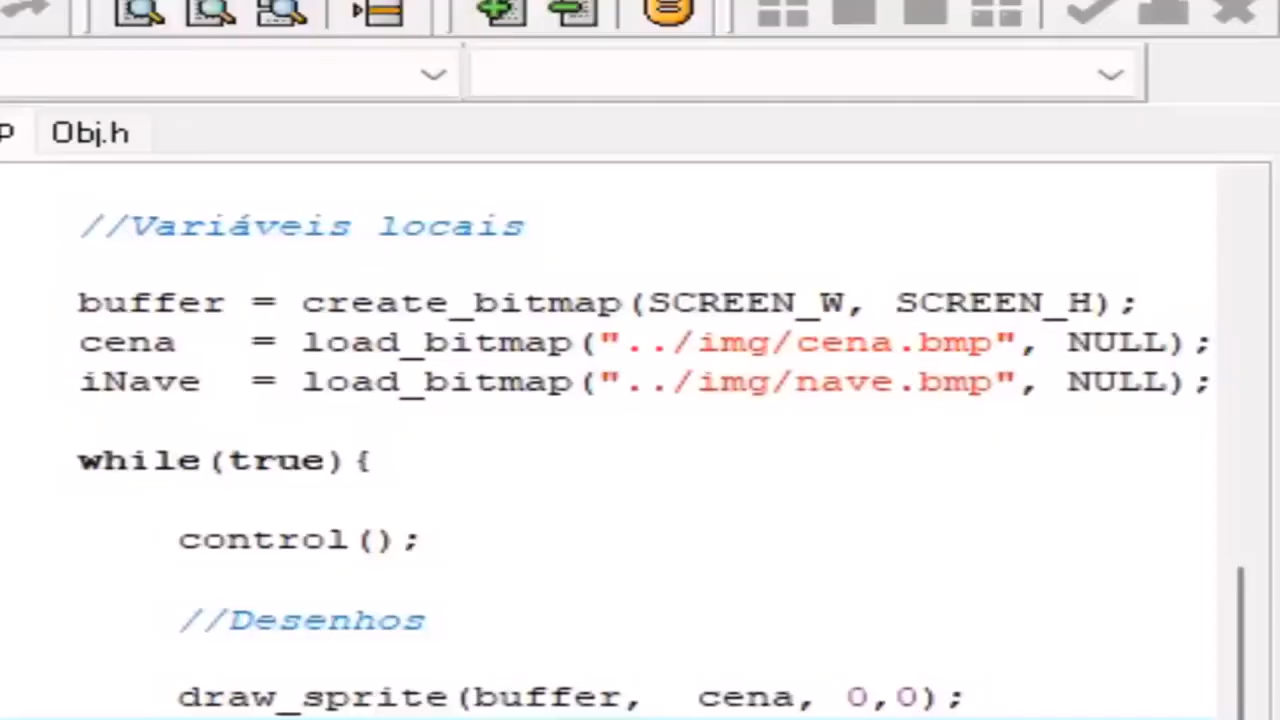 P Obj.h
//Variáveis locais
buffer = create_bitmap(SCREEN_W, SCREEN_H);
cena   = load_bitmap("../img/cena.bmp", NULL);
iNave  = load_bitmap("../img/nave.bmp", NULL);
while(true){
control();
//Desenhos
draw_sprite(buffer,  cena, 0,0);